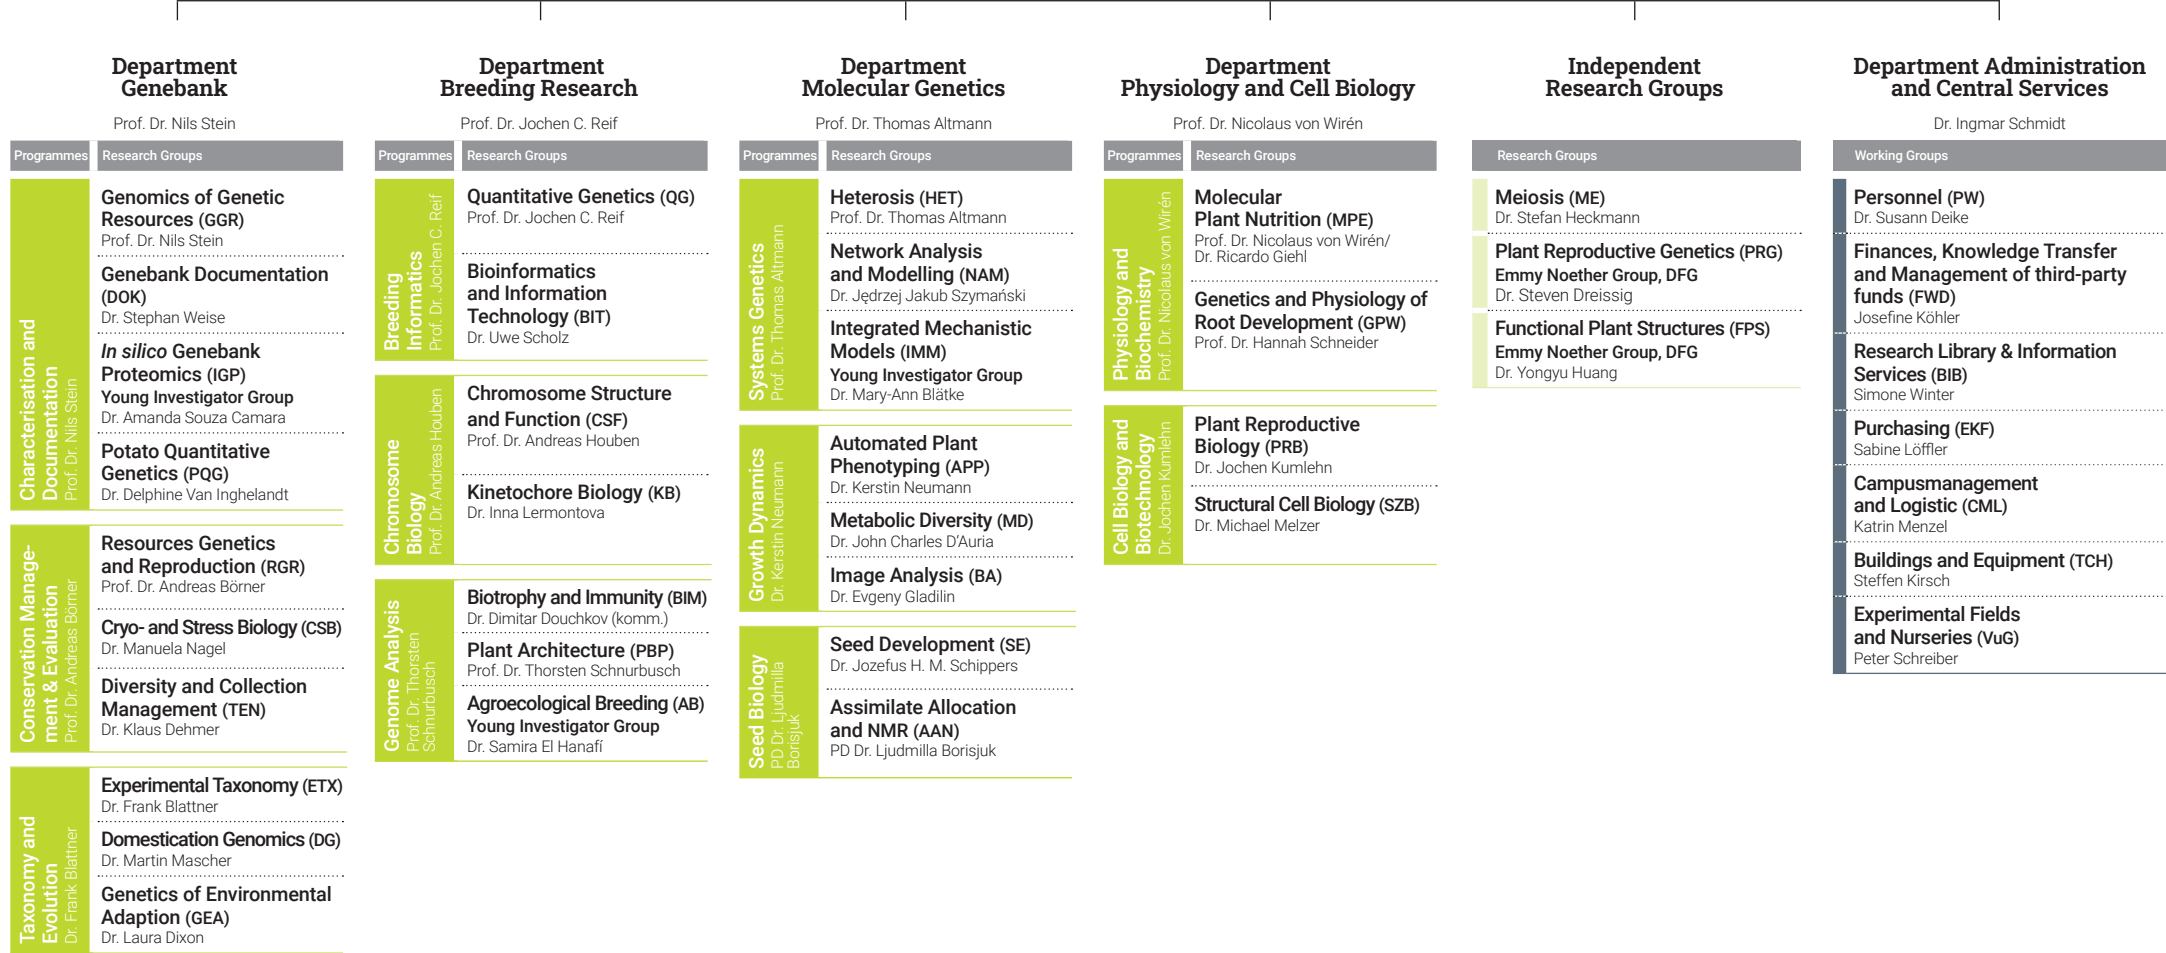 Department
Genebank
Prof. Dr. Nils Stein
Programmes
Research Groups
Characterisation and
Documentation
Prof. Dr. Nils Stein
Genomics of Genetic
Resources (GGR)
Prof. Dr. Nils Stein
Genebank Documentation
(DOK)
Dr. Stephan Weise
In silico Genebank
Proteomics (IGP)
Young Investigator Group
Dr. Amanda Souza Camara
Potato Quantitative
Genetics (PQG)
Dr. Delphine Van Inghelandt
Conservation Manage-
ment & Evaluation
Prof. Dr. Andreas Börner
Resources Genetics
and Reproduction (RGR)
Prof. Dr. Andreas Börner
Cryo- and Stress Biology (CSB)
Dr. Manuela Nagel
Diversity and Collection
Management (TEN)
Dr. Klaus Dehmer
Taxonomy and
Evolution
Dr. Frank Blattner
Experimental Taxonomy (ETX)
Dr. Frank Blattner
Domestication Genomics (DG)
Dr. Martin Mascher
Genetics of Environmental
Adaption (GEA)
Dr. Laura Dixon
Department
Breeding Research
Prof. Dr. Jochen C. Reif
Programmes
Research Groups
Breeding
Informatics
Prof. Dr. Jochen C. Reif
Quantitative Genetics (QG)
Prof. Dr. Jochen C. Reif
Bioinformatics
and Information
Technology (BIT)
Dr. Uwe Scholz
Chromosome
Biology
Prof. Dr. Andreas Houben
Chromosome Structure
and Function (CSF)
Prof. Dr. Andreas Houben
Kinetochore Biology (KB)
Dr. Inna Lermontova
Genome Analysis
Prof. Dr. Thorsten
Schnurbusch
Biotrophy and Immunity (BIM)
Dr. Dimitar Douchkov (komm.)
Plant Architecture (PBP)
Prof. Dr. Thorsten Schnurbusch
Agroecological Breeding (AB)
Young Investigator Group
Dr. Samira El Hanafí
Department
Molecular Genetics
Prof. Dr. Thomas Altmann
Programmes
Research Groups
Systems Genetics
Prof. Dr. Thomas Altmann
Heterosis (HET)
Prof. Dr. Thomas Altmann
Network Analysis
and Modelling (NAM)
Dr. Jędrzej Jakub Szymański
Integrated Mechanistic
Models (IMM)
Young Investigator Group
Dr. Mary-Ann Blätke
Growth Dynamics
Dr. Kerstin Neumann
Automated Plant
Phenotyping (APP)
Dr. Kerstin Neumann
Metabolic Diversity (MD)
Dr. John Charles D’Auria
Image Analysis (BA)
Dr. Evgeny Gladilin
Seed Biology
PD Dr. Ljudmilla
Borisjuk
Seed Development (SE)
Dr. Jozefus H. M. Schippers
Assimilate Allocation
and NMR (AAN)
PD Dr. Ljudmilla Borisjuk
Department
Physiology and Cell Biology
Prof. Dr. Nicolaus von Wirén
Programmes
Research Groups
Physiology and
Biochemistry
Prof. Dr. Nicolaus von Wirén
Molecular
Plant Nutrition (MPE)
Prof. Dr. Nicolaus von Wirén/
Dr. Ricardo Giehl
Genetics and Physiology of
Root Development (GPW)
Prof. Dr. Hannah Schneider
Cell Biology and
Biotechnology
Dr. Jochen Kumlehn
Plant Reproductive
Biology (PRB)
Dr. Jochen Kumlehn
Structural Cell Biology (SZB)
Dr. Michael Melzer
Independent
Research Groups
Research Groups
Meiosis (ME)
Dr. Stefan Heckmann
Plant Reproductive Genetics (PRG)
Emmy Noether Group, DFG
Dr. Steven Dreissig
Functional Plant Structures (FPS)
Emmy Noether Group, DFG
Dr. Yongyu Huang
Department Administration
and Central Services
Dr. Ingmar Schmidt
Working Groups
Personnel (PW)
Dr. Susann Deike
Finances, Knowledge Transfer
and Management of third-party
funds (FWD)
Josefine Köhler
Research Library & Information
Services (BIB)
Simone Winter
Purchasing (EKF)
Sabine Löffler
Campusmanagement
and Logistic (CML)
Katrin Menzel
Buildings and Equipment (TCH)
Steffen Kirsch
Experimental Fields
and Nurseries (VuG)
Peter Schreiber